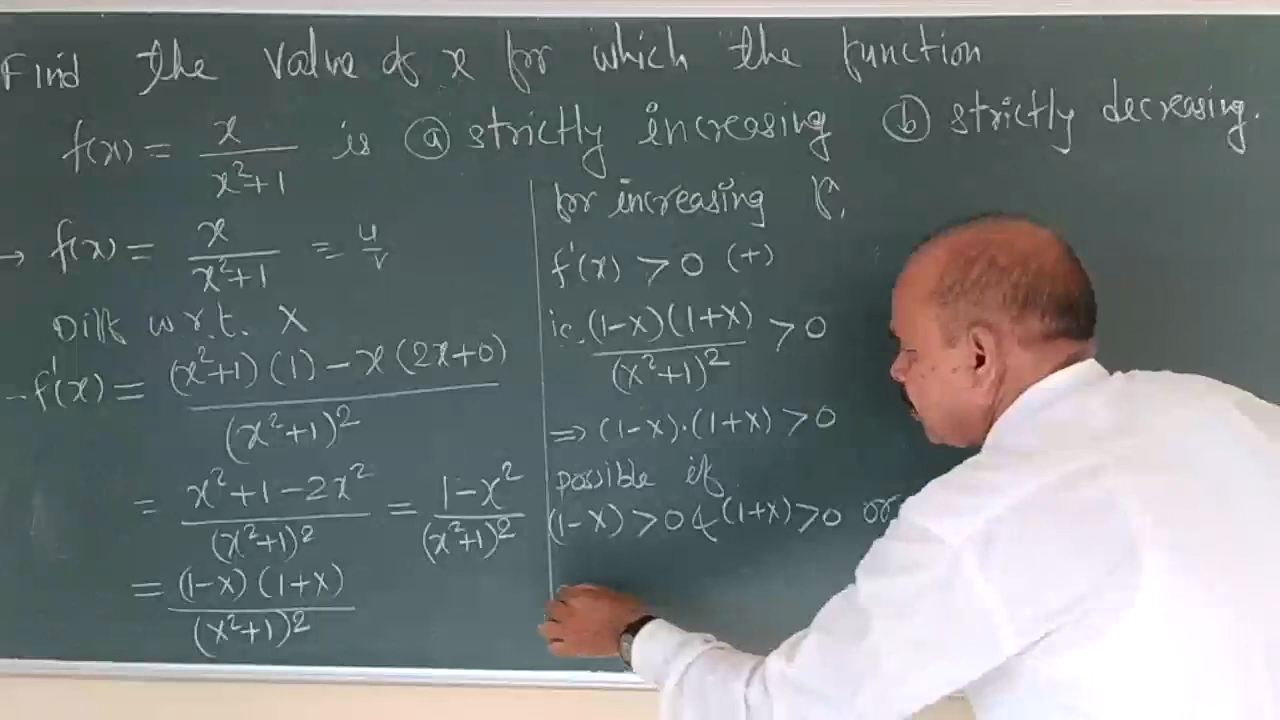 Find the value of x for which the function
f(x) = x/(x²+1) is ⓐ strictly increasing ⓑ strictly decreasing.
→ f(x) = x/(x²+1) = u/v
Diff w.r.t. x
-f'(x) = ((x²+1)(1) - x(2x+0))/(x²+1)²
= (x²+1-2x²)/(x²+1)² = (1-x²)/(x²+1)²
= (1-x)(1+x)/(x²+1)²
for increasing
f'(x) > 0 (+)
ie. (1-x)(1+x)/(x²+1)² > 0
⇒ (1-x)·(1+x) > 0
possible if
(1-x) > 0 & (1+x) > 0 or